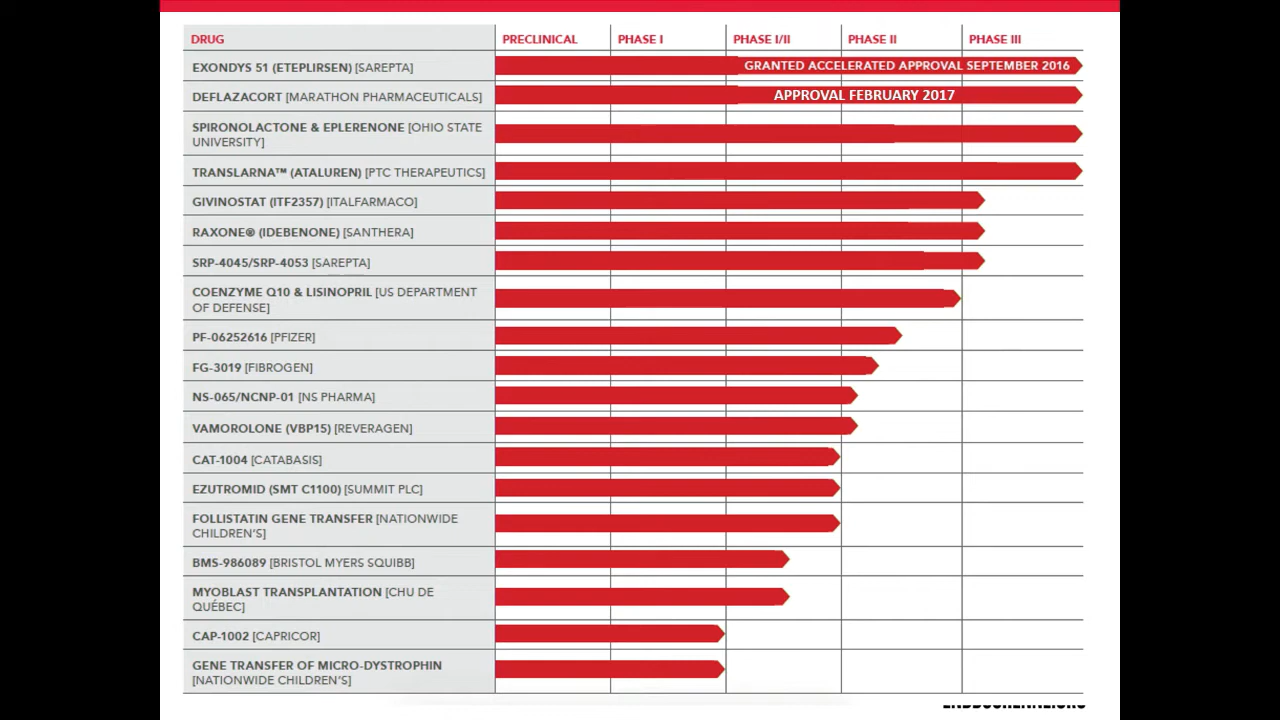 DRUG PRECLINICAL PHASE I PHASE I/II PHASE II PHASE III
EXONDYS 51 (ETEPLIRSEN) [SAREPTA] GRANTED ACCELERATED APPROVAL SEPTEMBER 2016
DEFLAZACORT [MARATHON PHARMACEUTICALS] APPROVAL FEBRUARY 2017
SPIRONOLACTONE & EPLERENONE [OHIO STATE
UNIVERSITY]
TRANSLARNA™ (ATALUREN) [PTC THERAPEUTICS]
GIVINOSTAT (ITF2357) [ITALFARMACO]
RAXONE® (IDEBENONE) [SANTHERA]
SRP-4045/SRP-4053 [SAREPTA]
COENZYME Q10 & LISINOPRIL [US DEPARTMENT
OF DEFENSE]
PF-06252616 [PFIZER]
FG-3019 [FIBROGEN]
NS-065/NCNP-01 [NS PHARMA]
VAMOROLONE (VBP15) [REVERAGEN]
CAT-1004 [CATABASIS]
EZUTROMID (SMT C1100) [SUMMIT PLC]
FOLLISTATIN GENE TRANSFER [NATIONWIDE
CHILDREN'S]
BMS-986089 [BRISTOL MYERS SQUIBB]
MYOBLAST TRANSPLANTATION [CHU DE
QUÉBEC]
CAP-1002 [CAPRICOR]
GENE TRANSFER OF MICRO-DYSTROPHIN
[NATIONWIDE CHILDREN'S]